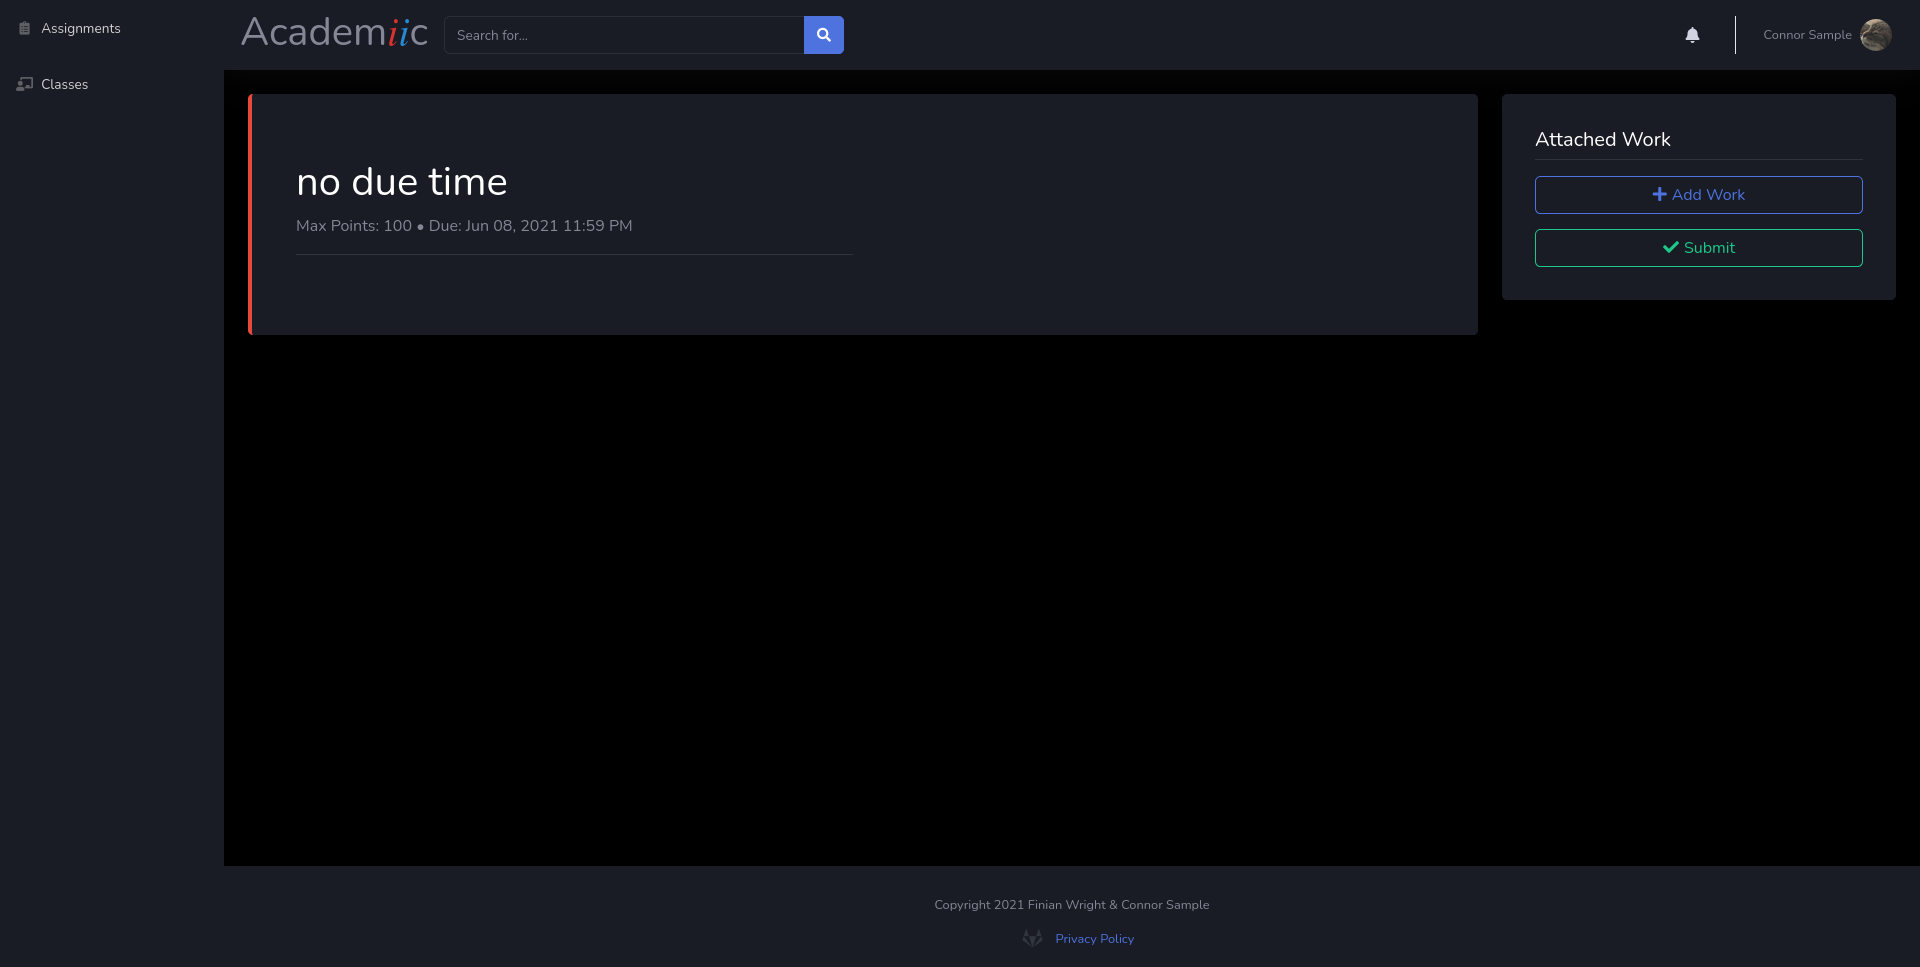 Assignments
Classes
Academiic
Search for...
Connor Sample
no due time
Max Points: 100 • Due: Jun 08, 2021 11:59 PM
Attached Work
Add Work
Submit
Copyright 2021 Finian Wright & Connor Sample
Privacy Policy